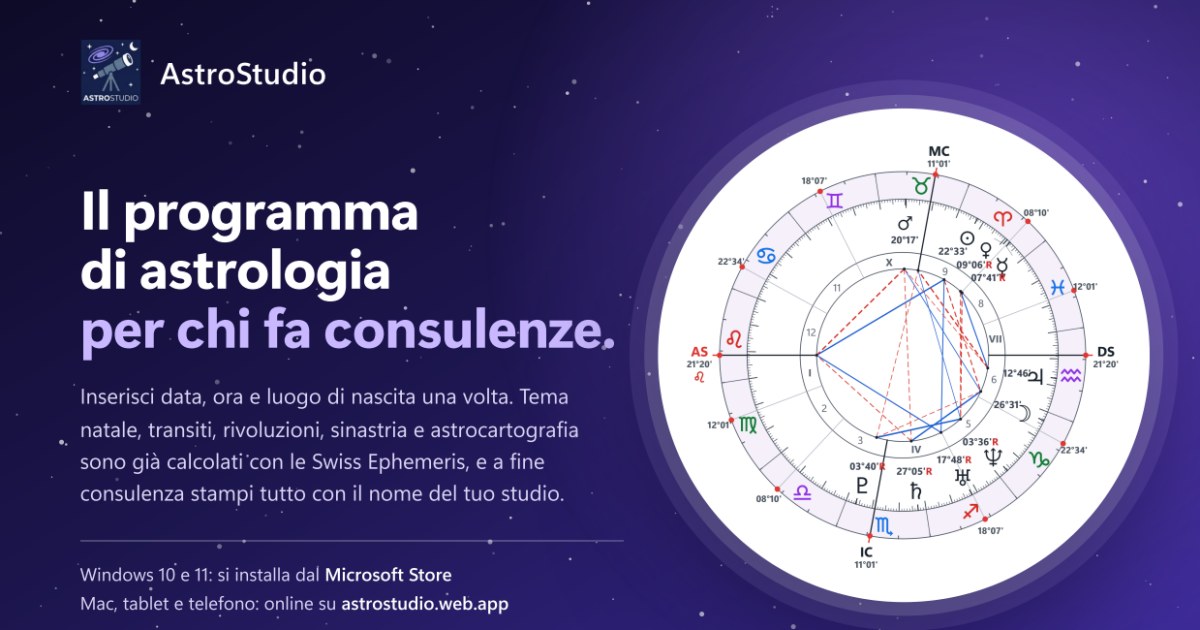 ASTROSTUDIO
AstroStudio
Il programma
di astrologia
per chi fa consulenze.
Inserisci data, ora e luogo di nascita una volta. Tema
natale, transiti, rivoluzioni, sinastria e astrocartografia
sono già calcolati con le Swiss Ephemeris, e a fine
consulenza stampi tutto con il nome del tuo studio.
Windows 10 e 11: si installa dal Microsoft Store
Mac, tablet e telefono: online su astrostudio.web.app
MC
11°01'
18°07'
♊ ♉ ♈ 08°10'
♂
20°17'
☉ ♀ ☿
22°33'
09°06'R
07°41'R
22°34'
♋
X
9
11
8
♓ 12°01'
12
♌
VII
AS
21°20'
♌
DS
21°20'
I
6
12°46' ♃ ♒
2
26°31' ☽
12°01'
♍
3
IV
5
03°36'R
♆
22°34'
♑
03°40'R
27°05'R
17°48'R
♇ ♄ ♅
08°10'
♎
♏
♐
18°07'
IC
11°01'